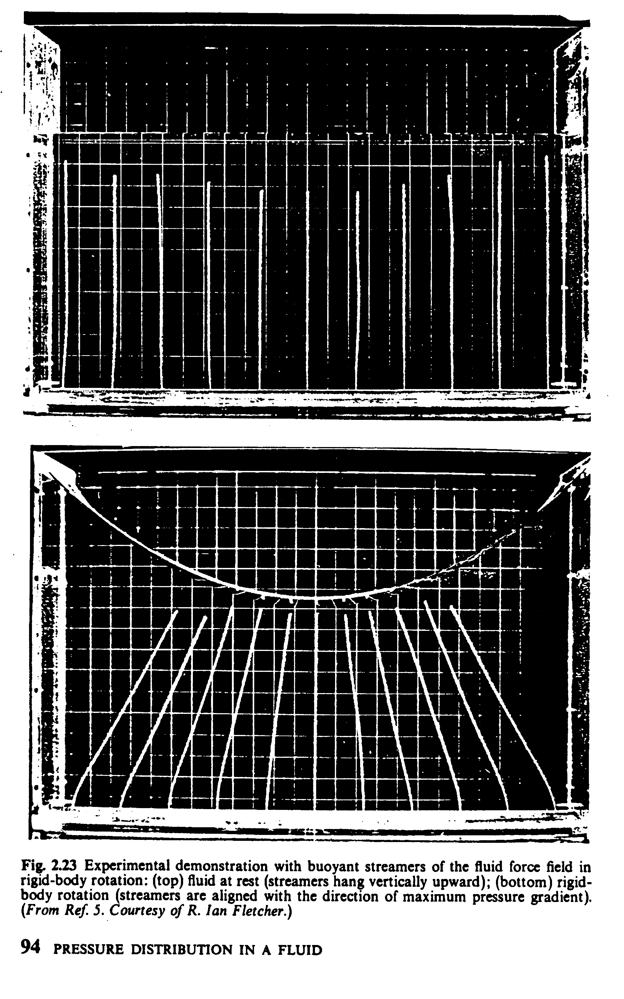 Fig. 2.23 Experimental demonstration with buoyant streamers of the fluid force field in
rigid-body rotation: (top) fluid at rest (streamers hang vertically upward); (bottom) rigid-
body rotation (streamers are aligned with the direction of maximum pressure gradient).
(From Ref. 5. Courtesy of R. Ian Fletcher.)
94 PRESSURE DISTRIBUTION IN A FLUID